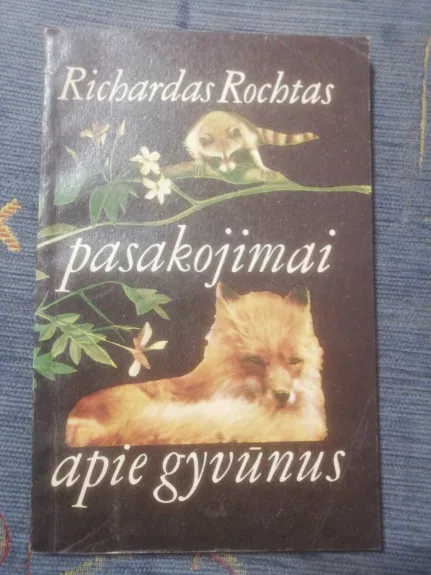 Richardas Rochtas
pasakojimai
apie gyvūnus